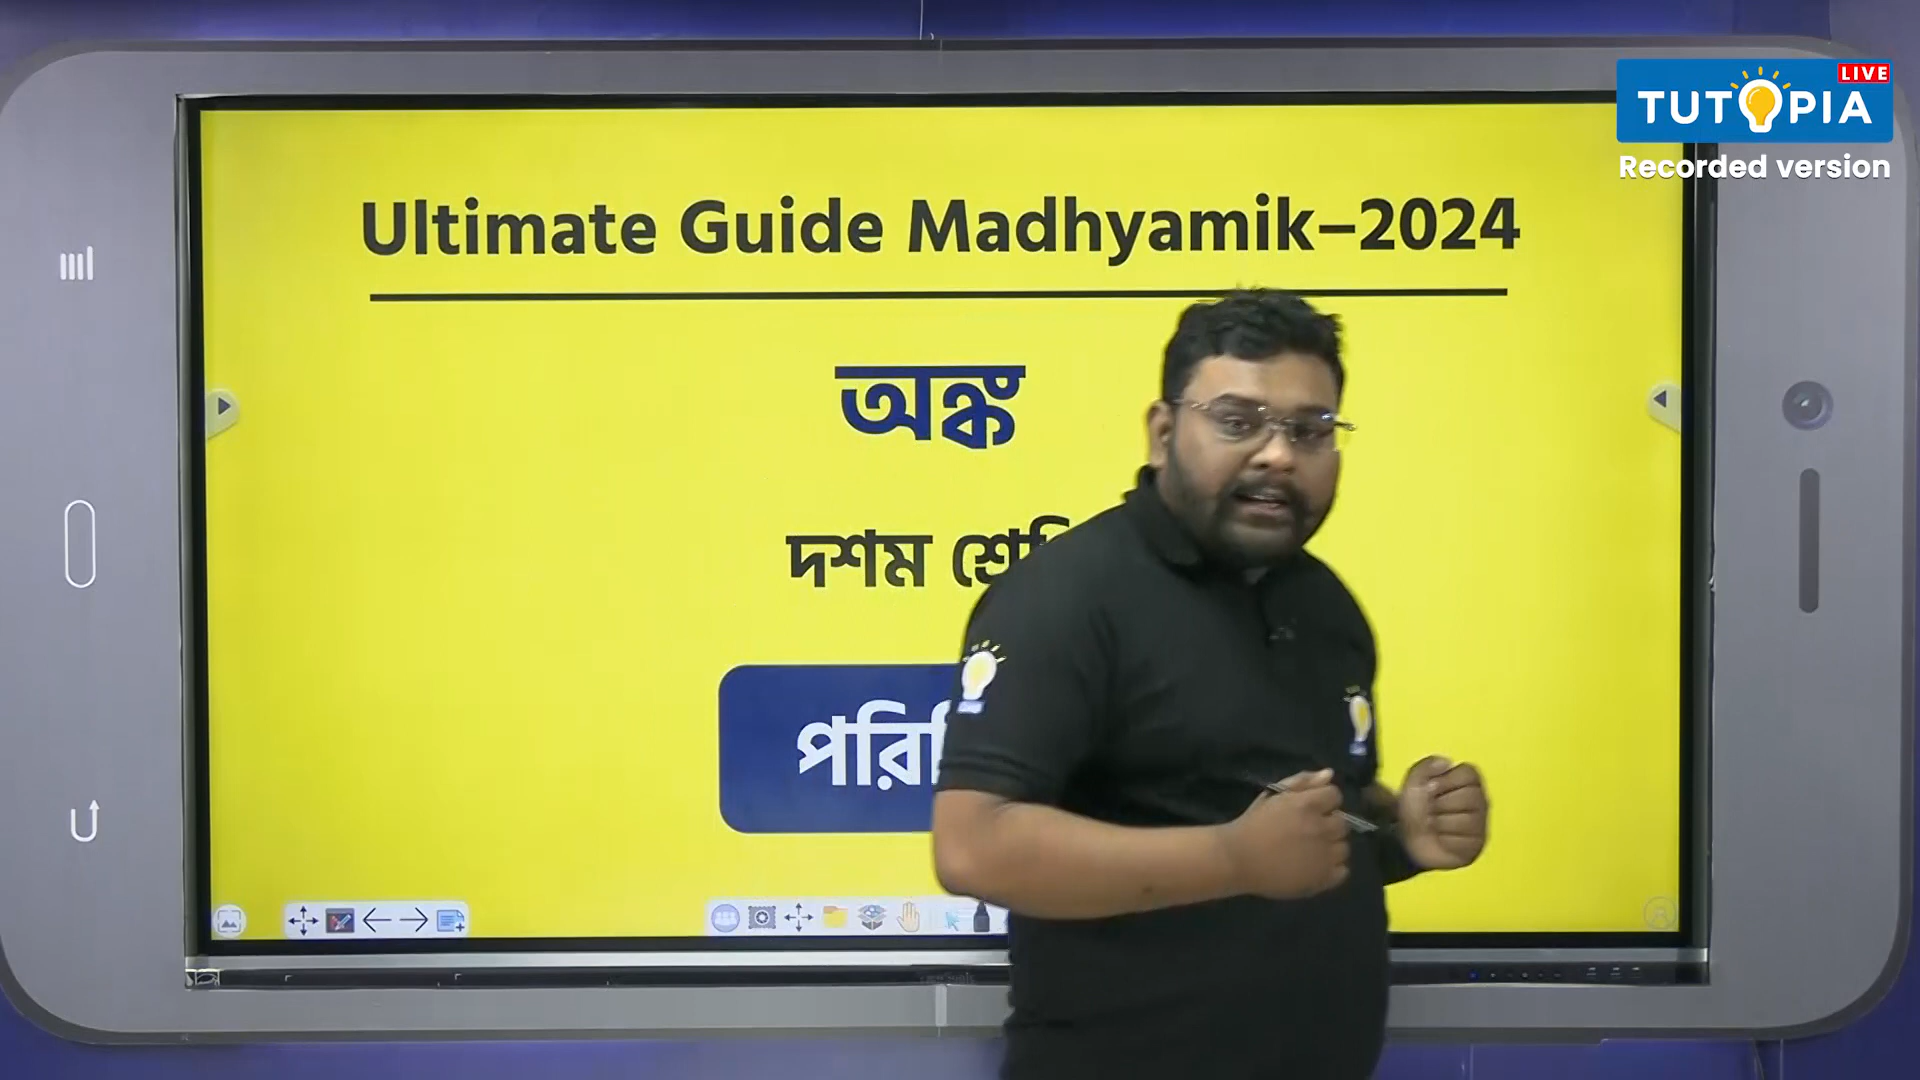 LIVE
TUTOPIA
Recorded version
Ultimate Guide Madhyamik–2024
অঙ্ক
দশম